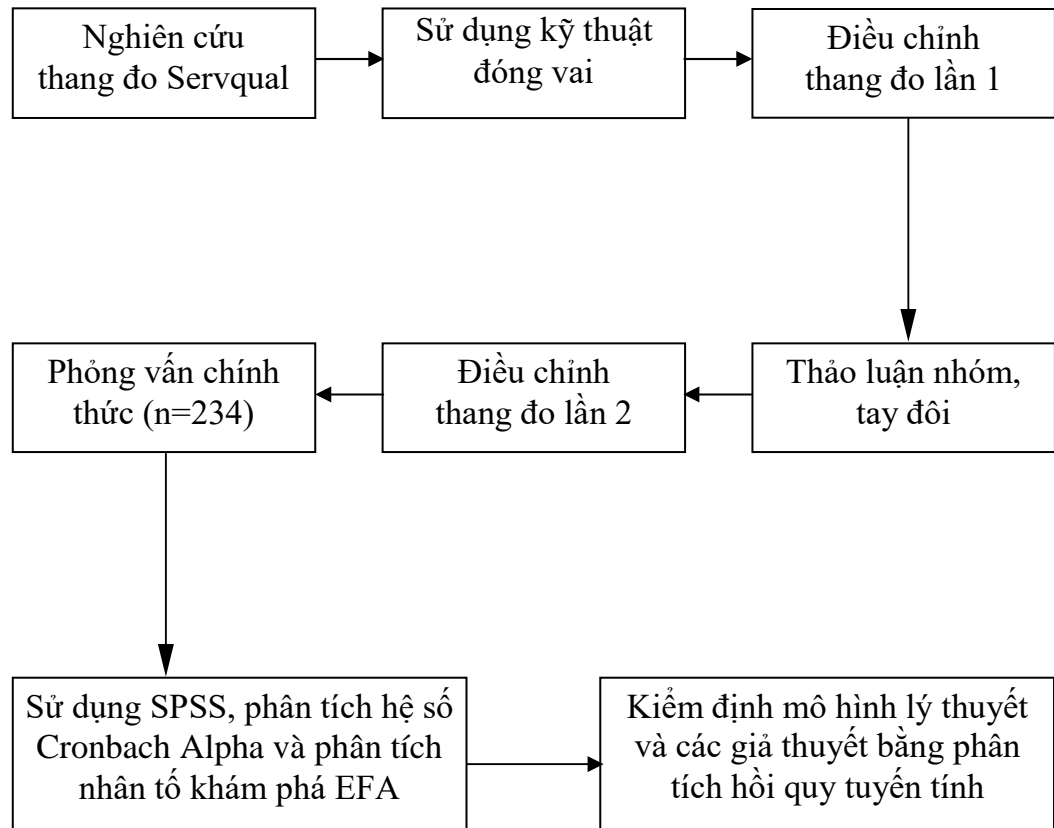 Nghiên cứu
thang đo Servqual
Sử dụng kỹ thuật
đóng vai
Điều chỉnh
thang đo lần 1
Thảo luận nhóm,
tay đôi
Điều chỉnh
thang đo lần 2
Phỏng vấn chính
thức (n=234)
Sử dụng SPSS, phân tích hệ số
Cronbach Alpha và phân tích
nhân tố khám phá EFA
Kiểm định mô hình lý thuyết
và các giả thuyết bằng phân
tích hồi quy tuyến tính